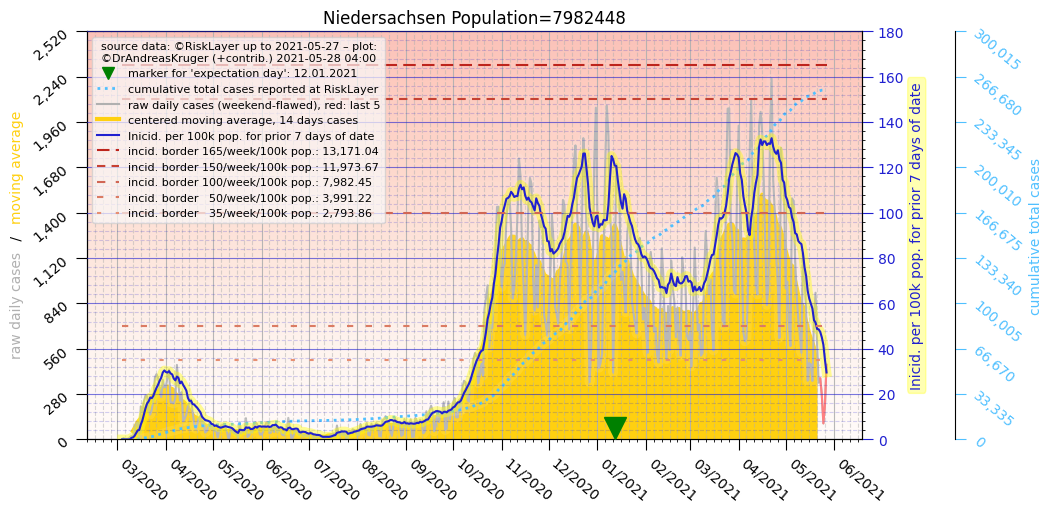 Niedersachsen Population=7982448
source data: ©RiskLayer up to 2021-05-27 – plot:
©DrAndreasKruger (+contrib.) 2021-05-28 04:00
marker for 'expectation day': 12.01.2021
cumulative total cases reported at RiskLayer
raw daily cases (weekend-flawed), red: last 5
centered moving average, 14 days cases
Inicid. per 100k pop. for prior 7 days of date
incid. border 165/week/100k pop.: 13,171.04
incid. border 150/week/100k pop.: 11,973.67
incid. border 100/week/100k pop.: 7,982.45
incid. border   50/week/100k pop.: 3,991.22
incid. border   35/week/100k pop.: 2,793.86
raw daily cases   /   moving average
2,520
2,240
1,960
1,680
1,400
1,120
840
560
280
0
03/2020
04/2020
05/2020
06/2020
07/2020
08/2020
09/2020
10/2020
11/2020
12/2020
01/2021
02/2021
03/2021
04/2021
05/2021
06/2021
180
160
140
120
100
80
60
40
20
0
Inicid. per 100k pop. for prior 7 days of date
300,015
266,680
233,345
200,010
166,675
133,340
100,005
66,670
33,335
0
cumulative total cases